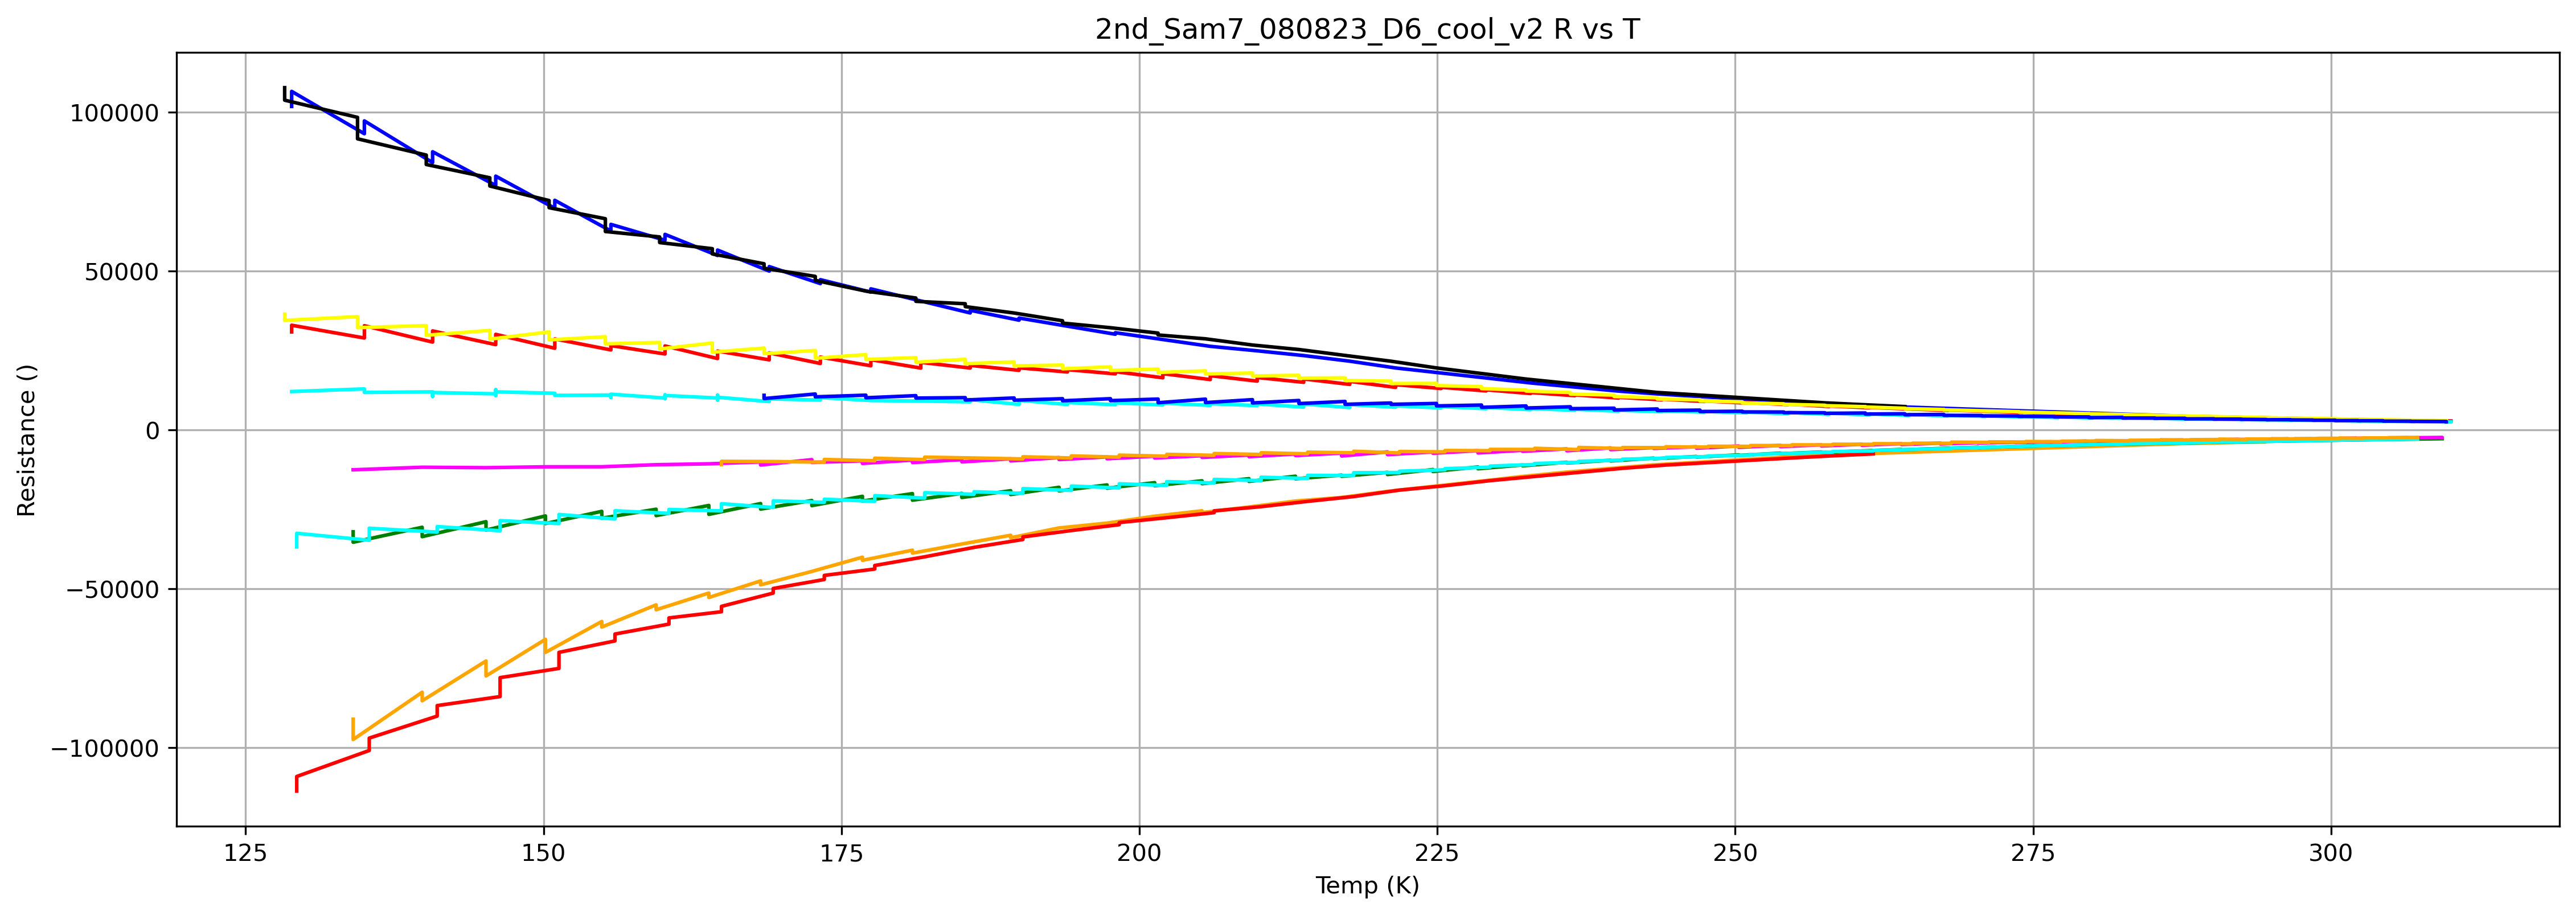 2nd_Sam7_080823_D6_cool_v2 R vs T
100000
50000
0
−50000
−100000
Resistance ()
125 150 175 200 225 250 275 300
Temp (K)